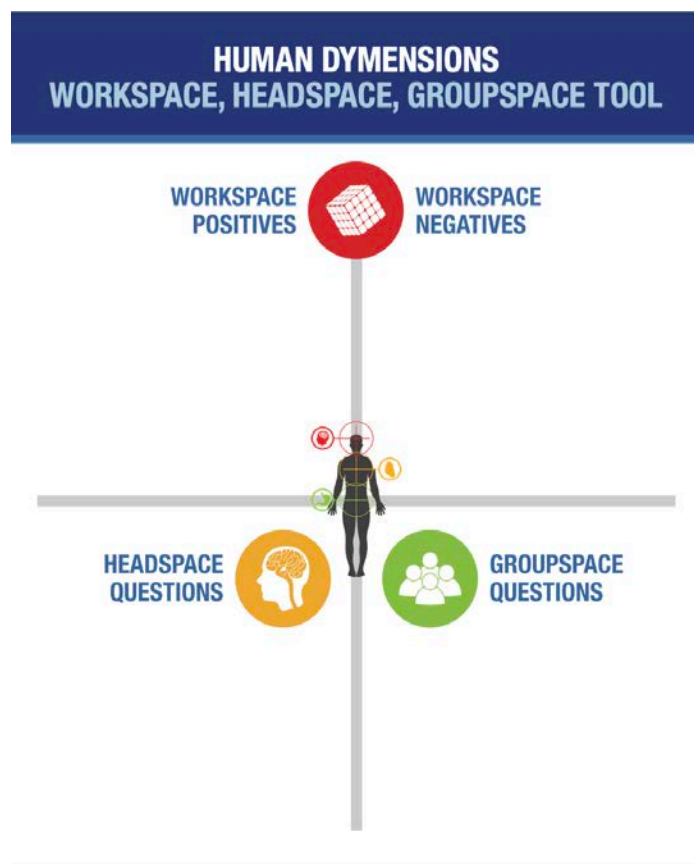 HUMAN DYMENSIONS
WORKSPACE, HEADSPACE, GROUPSPACE TOOL
WORKSPACE
POSITIVES
WORKSPACE
NEGATIVES
HEADSPACE
QUESTIONS
GROUPSPACE
QUESTIONS